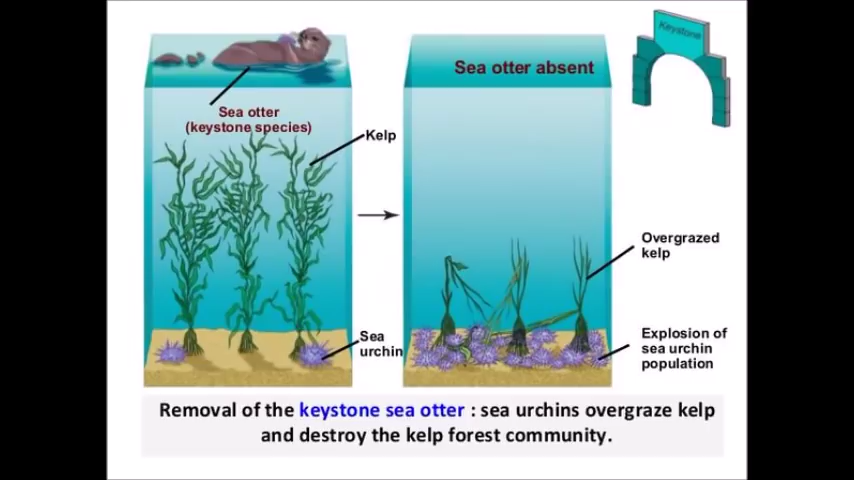 Keystone
Sea otter absent
Sea otter
(keystone species)
Kelp
Overgrazed
kelp
Sea
urchin
Explosion of
sea urchin
population
Removal of the keystone sea otter : sea urchins overgraze kelp
and destroy the kelp forest community.